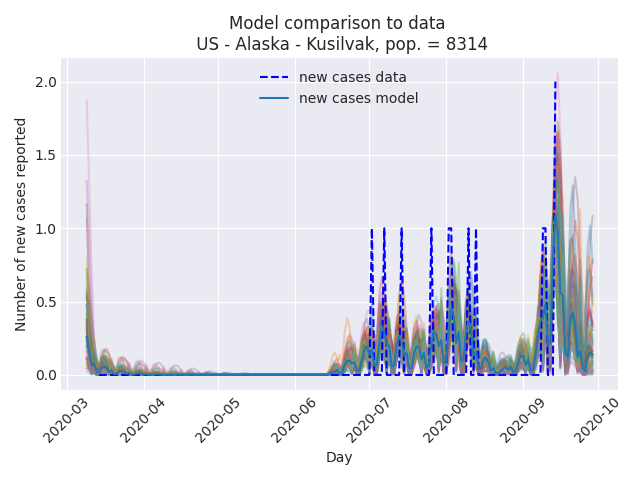 Model comparison to data
US - Alaska - Kusilvak, pop. = 8314
new cases data
new cases model
Number of new cases reported
2.0
1.5
1.0
0.5
0.0
2020-03
2020-04
2020-05
2020-06
2020-07
2020-08
2020-09
2020-10
Day